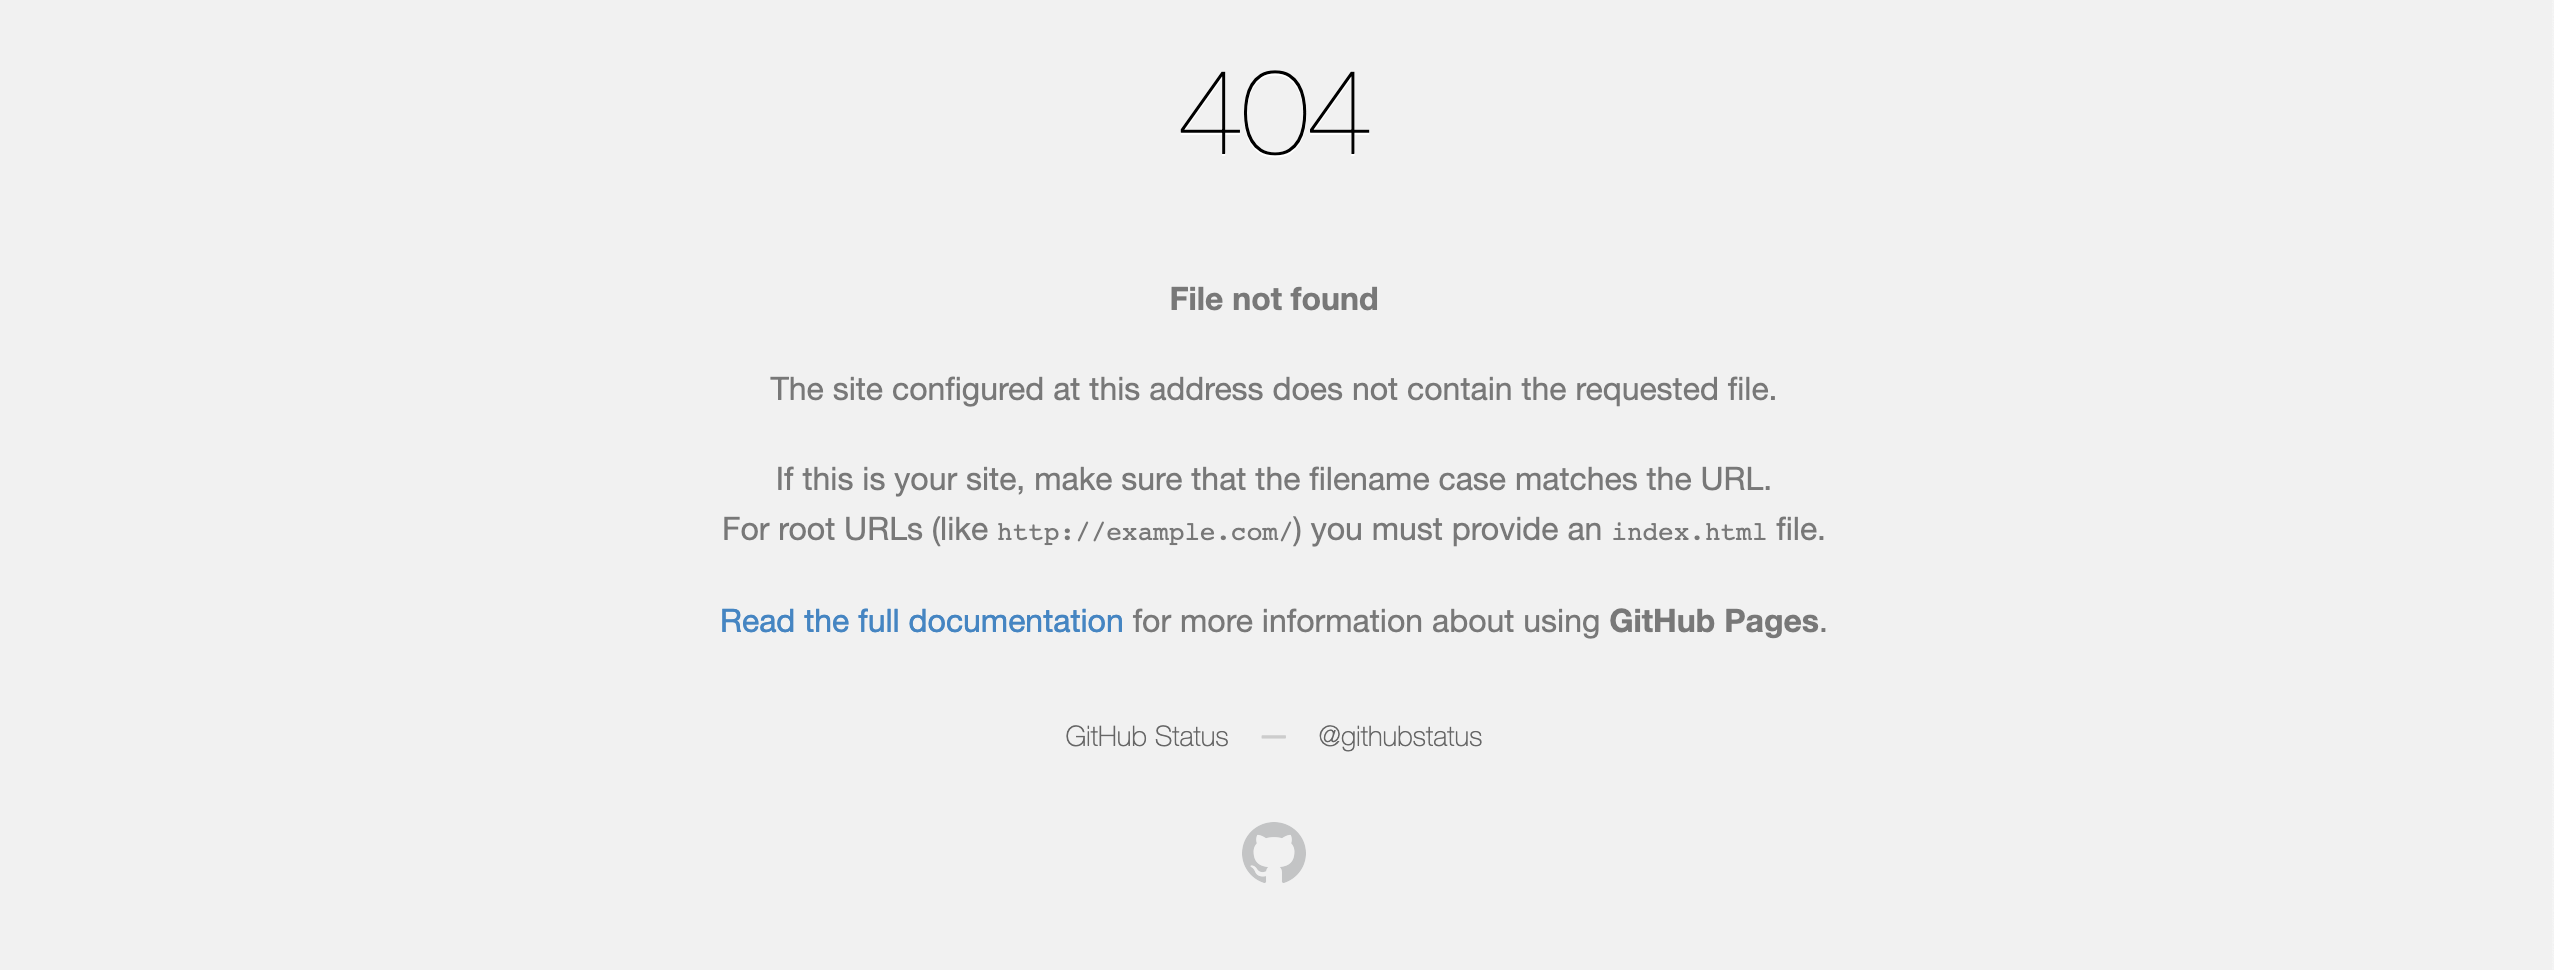 404
File not found
The site configured at this address does not contain the requested file.
If this is your site, make sure that the filename case matches the URL.
For root URLs (like http://example.com/) you must provide an index.html file.
Read the full documentation for more information about using GitHub Pages.
GitHub Status — @githubstatus